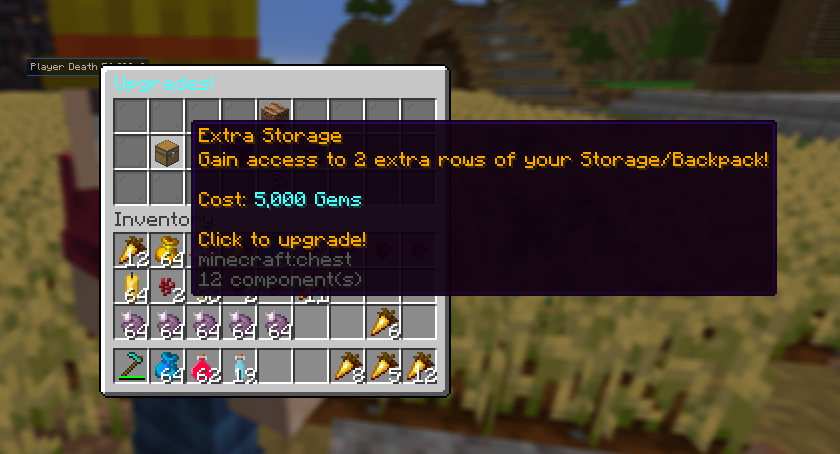 Player Death
Upgrades!
Extra Storage
Gain access to 2 extra rows of your Storage/Backpack!
Cost: 5,000 Gems
Click to upgrade!
minecraft:chest
12 component(s)
Inventory
12 64
64 2
64 64 64 64 64 6
64 62 13 8 5 12